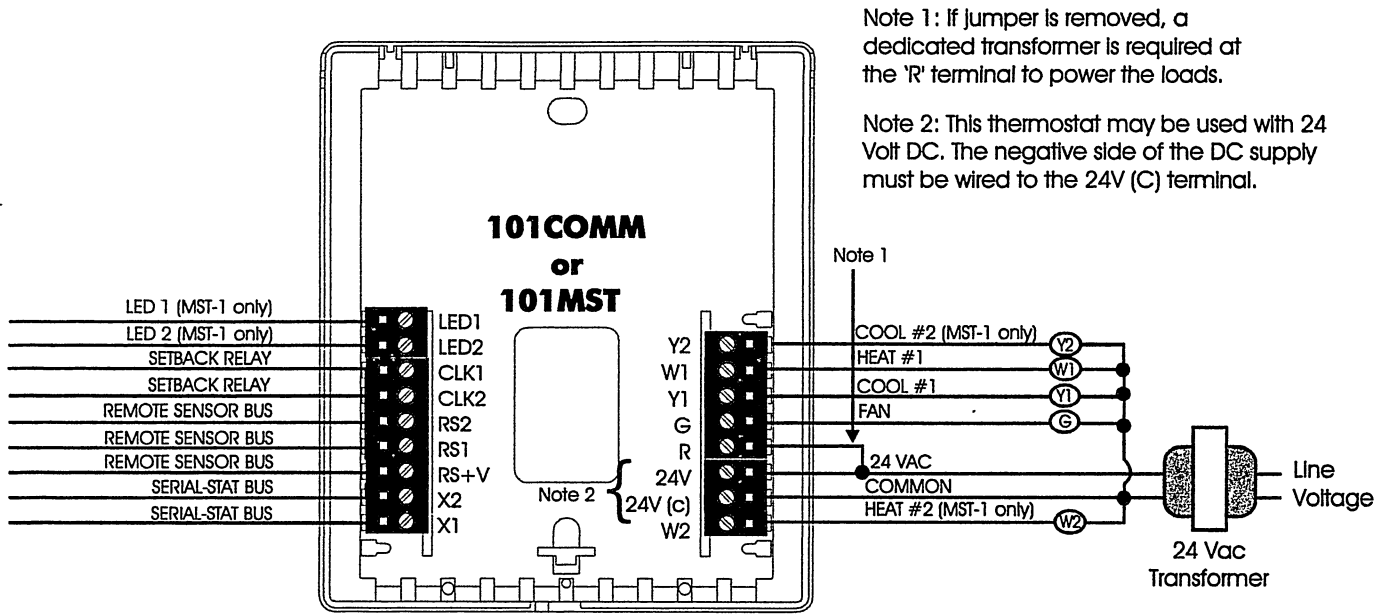 Note 1: If jumper is removed, a
dedicated transformer is required at
the 'R' terminal to power the loads.
Note 2: This thermostat may be used with 24
Volt DC. The negative side of the DC supply
must be wired to the 24V (C) terminal.
101COMM
or
101MST
Note 1
LED 1 (MST-1 only)
LED 2 (MST-1 only)
SETBACK RELAY
SETBACK RELAY
REMOTE SENSOR BUS
REMOTE SENSOR BUS
REMOTE SENSOR BUS
SERIAL-STAT BUS
SERIAL-STAT BUS
LED1
LED2
CLK1
CLK2
RS2
RS1
RS+V
X2
X1
Note 2
Y2
W1
Y1
G
R
24V
24V (c)
W2
COOL #2 (MST-1 only)
HEAT #1
COOL #1
FAN
24 VAC
COMMON
HEAT #2 (MST-1 only)
Y2
W1
Y1
G
W2
Line
Voltage
24 Vac
Transformer